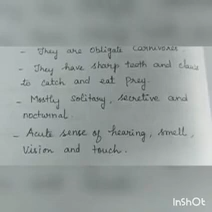 - They are obligate carnivores
- They have sharp teeth and claws
to catch and eat prey.
- Mostly solitary, secretive and
nocturnal
- Acute sense of hearing, smell,
vision and touch.
InShOt